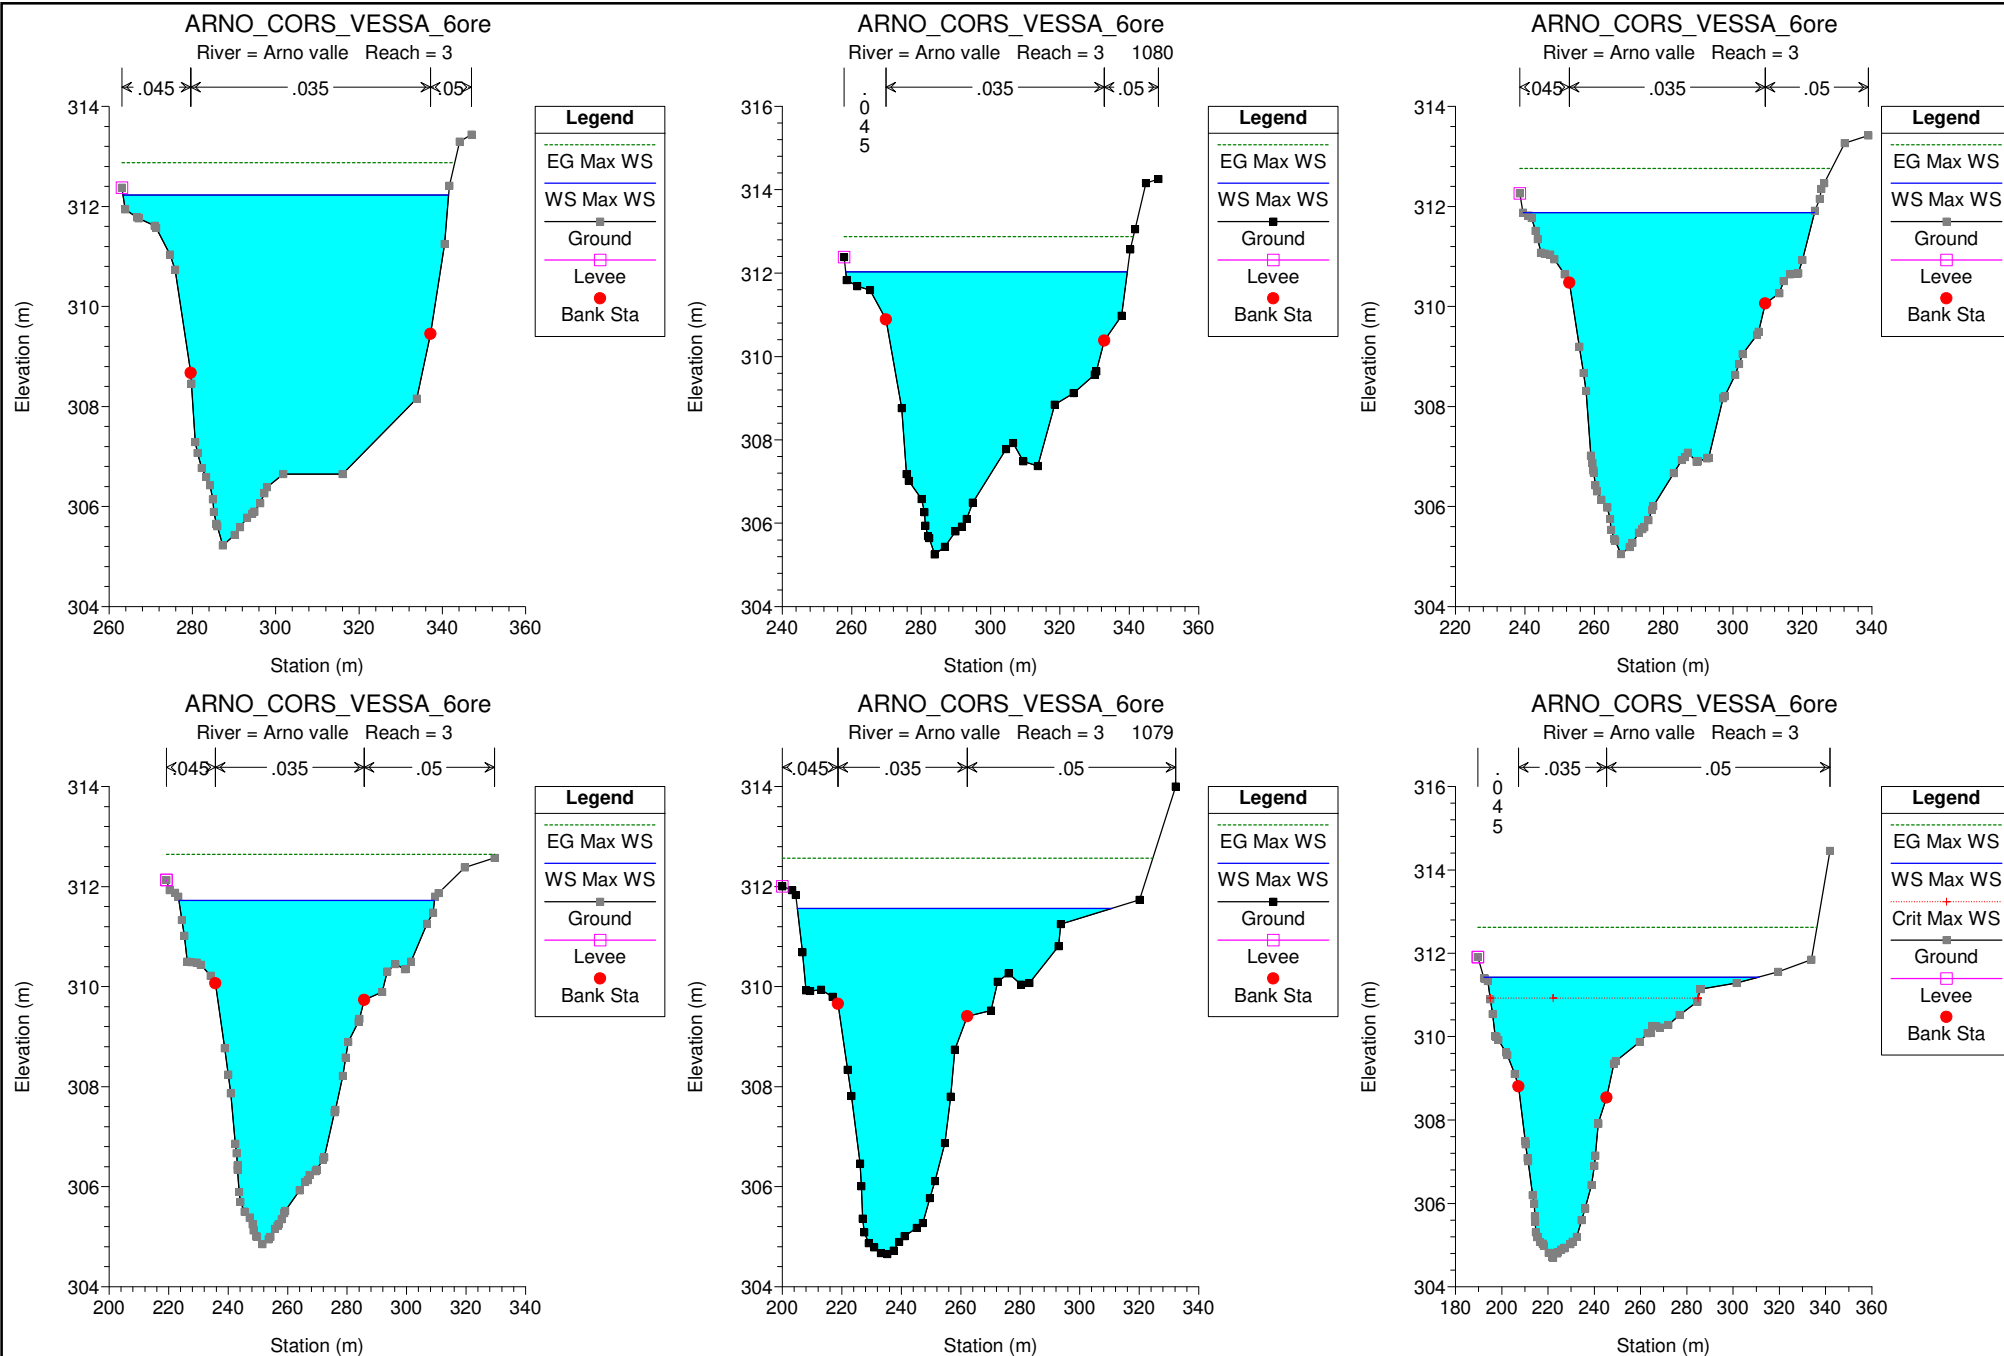 ARNO_CORS_VESSA_6ore
River = Arno valle Reach = 3
.045 .035 .05
Legend
EG Max WS
WS Max WS
Ground
Levee
Bank Sta
314
312
310
308
306
304
260 280 300 320 340 360
Station (m)
Elevation (m)
ARNO_CORS_VESSA_6ore
River = Arno valle Reach = 3 1080
.045 .035 .05
Legend
EG Max WS
WS Max WS
Ground
Levee
Bank Sta
316
314
312
310
308
306
304
240 260 280 300 320 340 360
Station (m)
Elevation (m)
ARNO_CORS_VESSA_6ore
River = Arno valle Reach = 3
.045 .035 .05
Legend
EG Max WS
WS Max WS
Ground
Levee
Bank Sta
314
312
310
308
306
304
220 240 260 280 300 320 340
Station (m)
Elevation (m)
ARNO_CORS_VESSA_6ore
River = Arno valle Reach = 3
.045 .035 .05
Legend
EG Max WS
WS Max WS
Ground
Levee
Bank Sta
314
312
310
308
306
304
200 220 240 260 280 300 320 340
Station (m)
Elevation (m)
ARNO_CORS_VESSA_6ore
River = Arno valle Reach = 3 1079
.045 .035 .05
Legend
EG Max WS
WS Max WS
Ground
Levee
Bank Sta
314
312
310
308
306
304
200 220 240 260 280 300 320 340
Station (m)
Elevation (m)
ARNO_CORS_VESSA_6ore
River = Arno valle Reach = 3
.045 .035 .05
Legend
EG Max WS
WS Max WS
Crit Max WS
Ground
Levee
Bank Sta
316
314
312
310
308
306
304
180 200 220 240 260 280 300 320 340 360
Station (m)
Elevation (m)